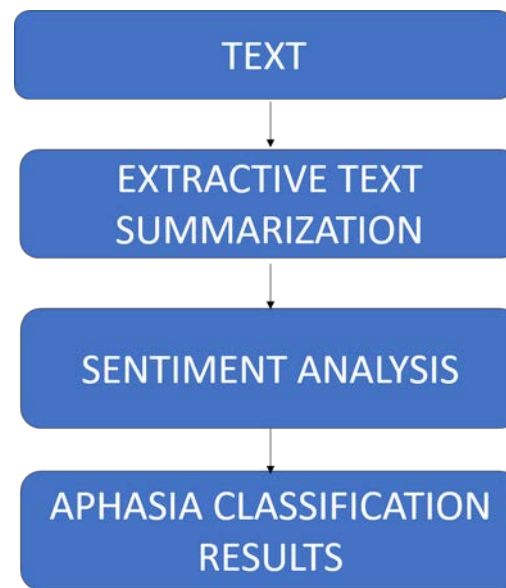 TEXT
EXTRACTIVE TEXT
SUMMARIZATION
SENTIMENT ANALYSIS
APHASIA CLASSIFICATION
RESULTS